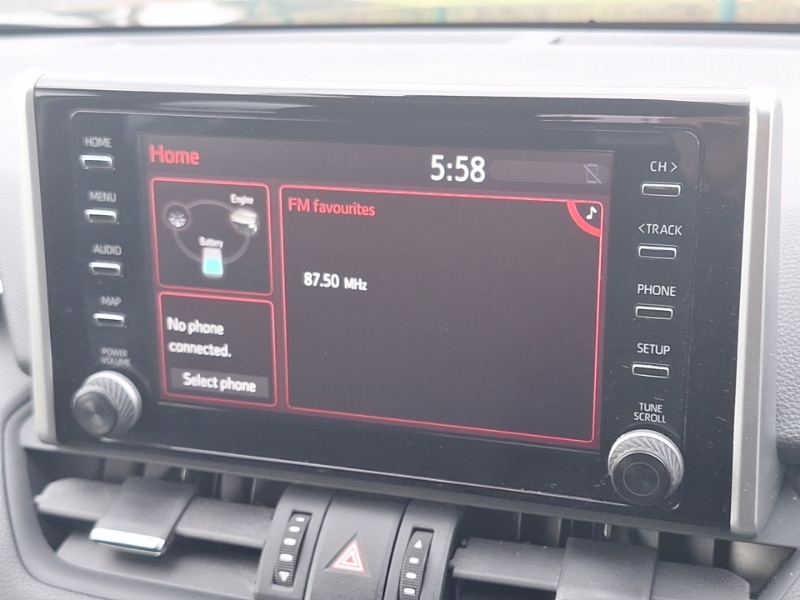 HOME
MENU
AUDIO
MAP
POWER
VOLUME
Home
5:58
Engine
Battery
No phone
connected.
Select phone
FM favourites
87.50 MHz
CH >
<TRACK
PHONE
SETUP
TUNE
SCROLL